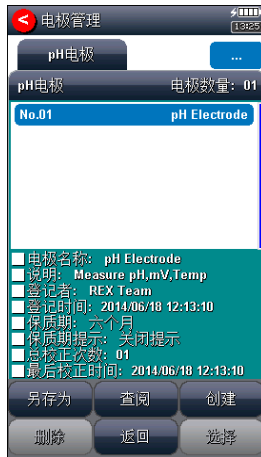 电极管理 13:25
pH电极 ...
pH电极 电极数量: 01
No.01 pH Electrode
电极名称: pH Electrode
说明: Measure pH,mV,Temp
登记者: REX Team
登记时间: 2014/06/18 12:13:10
保质期: 六个月
保质期提示: 关闭提示
总校正次数: 01
最后校正时间: 2014/06/18 12:13:10
另存为 查阅 创建
删除 返回 选择